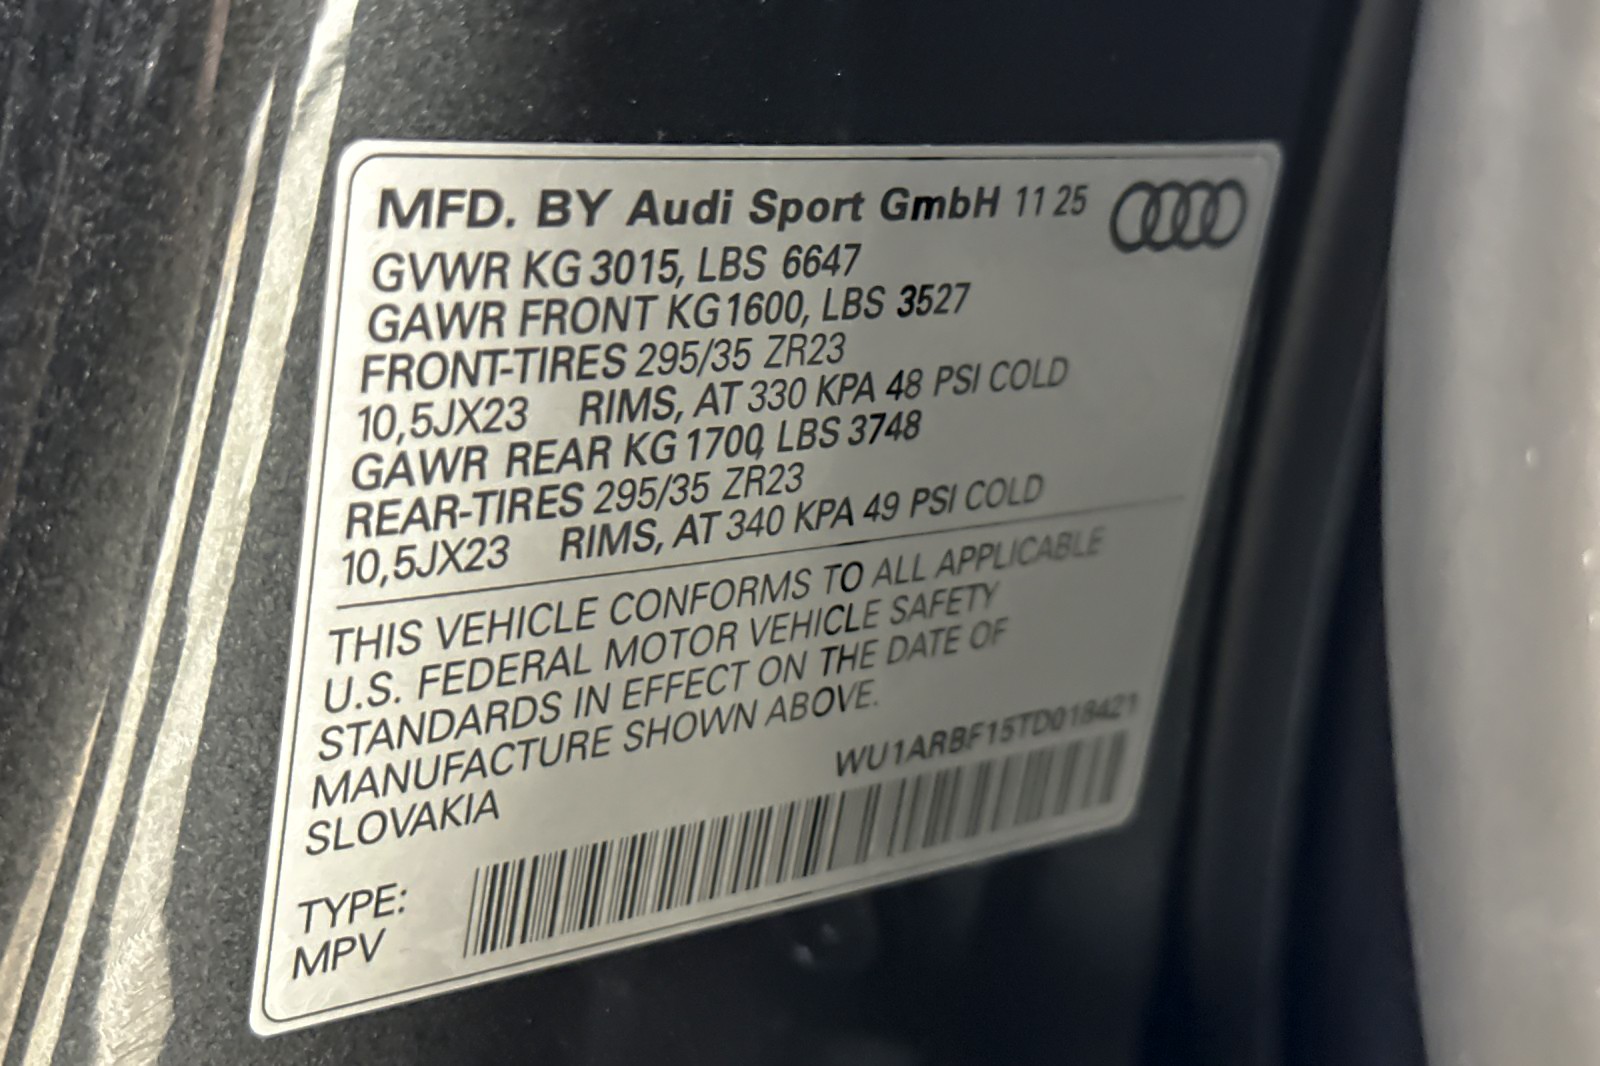 MFD. BY Audi Sport GmbH 11 25
GVWR KG 3015, LBS 6647
GAWR FRONT KG 1600, LBS 3527
FRONT-TIRES 295/35 ZR23
10,5JX23 RIMS, AT 330 KPA 48 PSI COLD
GAWR REAR KG 1700, LBS 3748
REAR-TIRES 295/35 ZR23
10,5JX23 RIMS, AT 340 KPA 49 PSI COLD
THIS VEHICLE CONFORMS TO ALL APPLICABLE
U.S. FEDERAL MOTOR VEHICLE SAFETY
STANDARDS IN EFFECT ON THE DATE OF
MANUFACTURE SHOWN ABOVE.
SLOVAKIA
WU1ARBF15TD018421
TYPE:
MPV